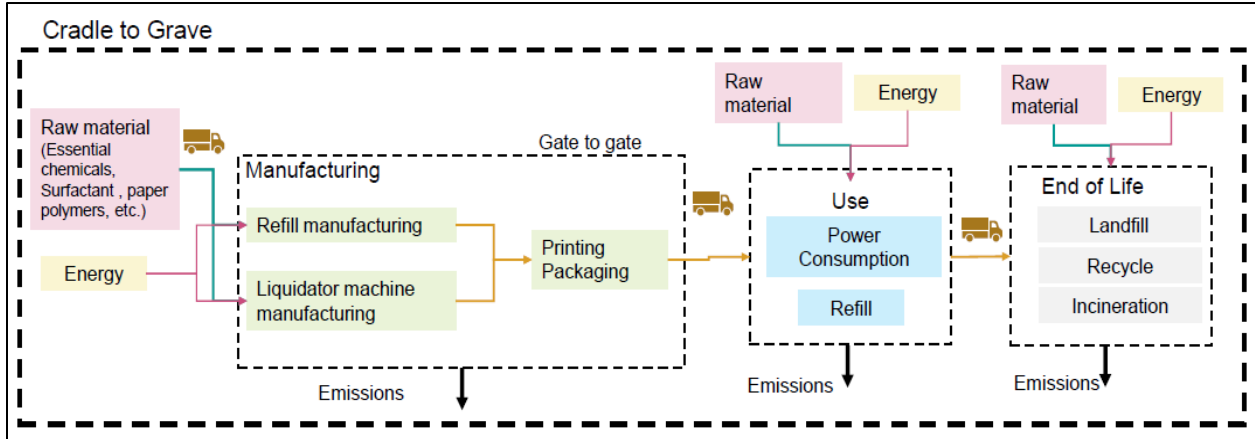 Cradle to Grave
Raw material
(Essential
chemicals,
Surfactant , paper
polymers, etc.)
Energy
Gate to gate
Manufacturing
Refill manufacturing
Liquidator machine
manufacturing
Printing
Packaging
Emissions
Raw
material
Energy
Use
Power
Consumption
Refill
Emissions
Raw
material
Energy
End of Life
Landfill
Recycle
Incineration
Emissions